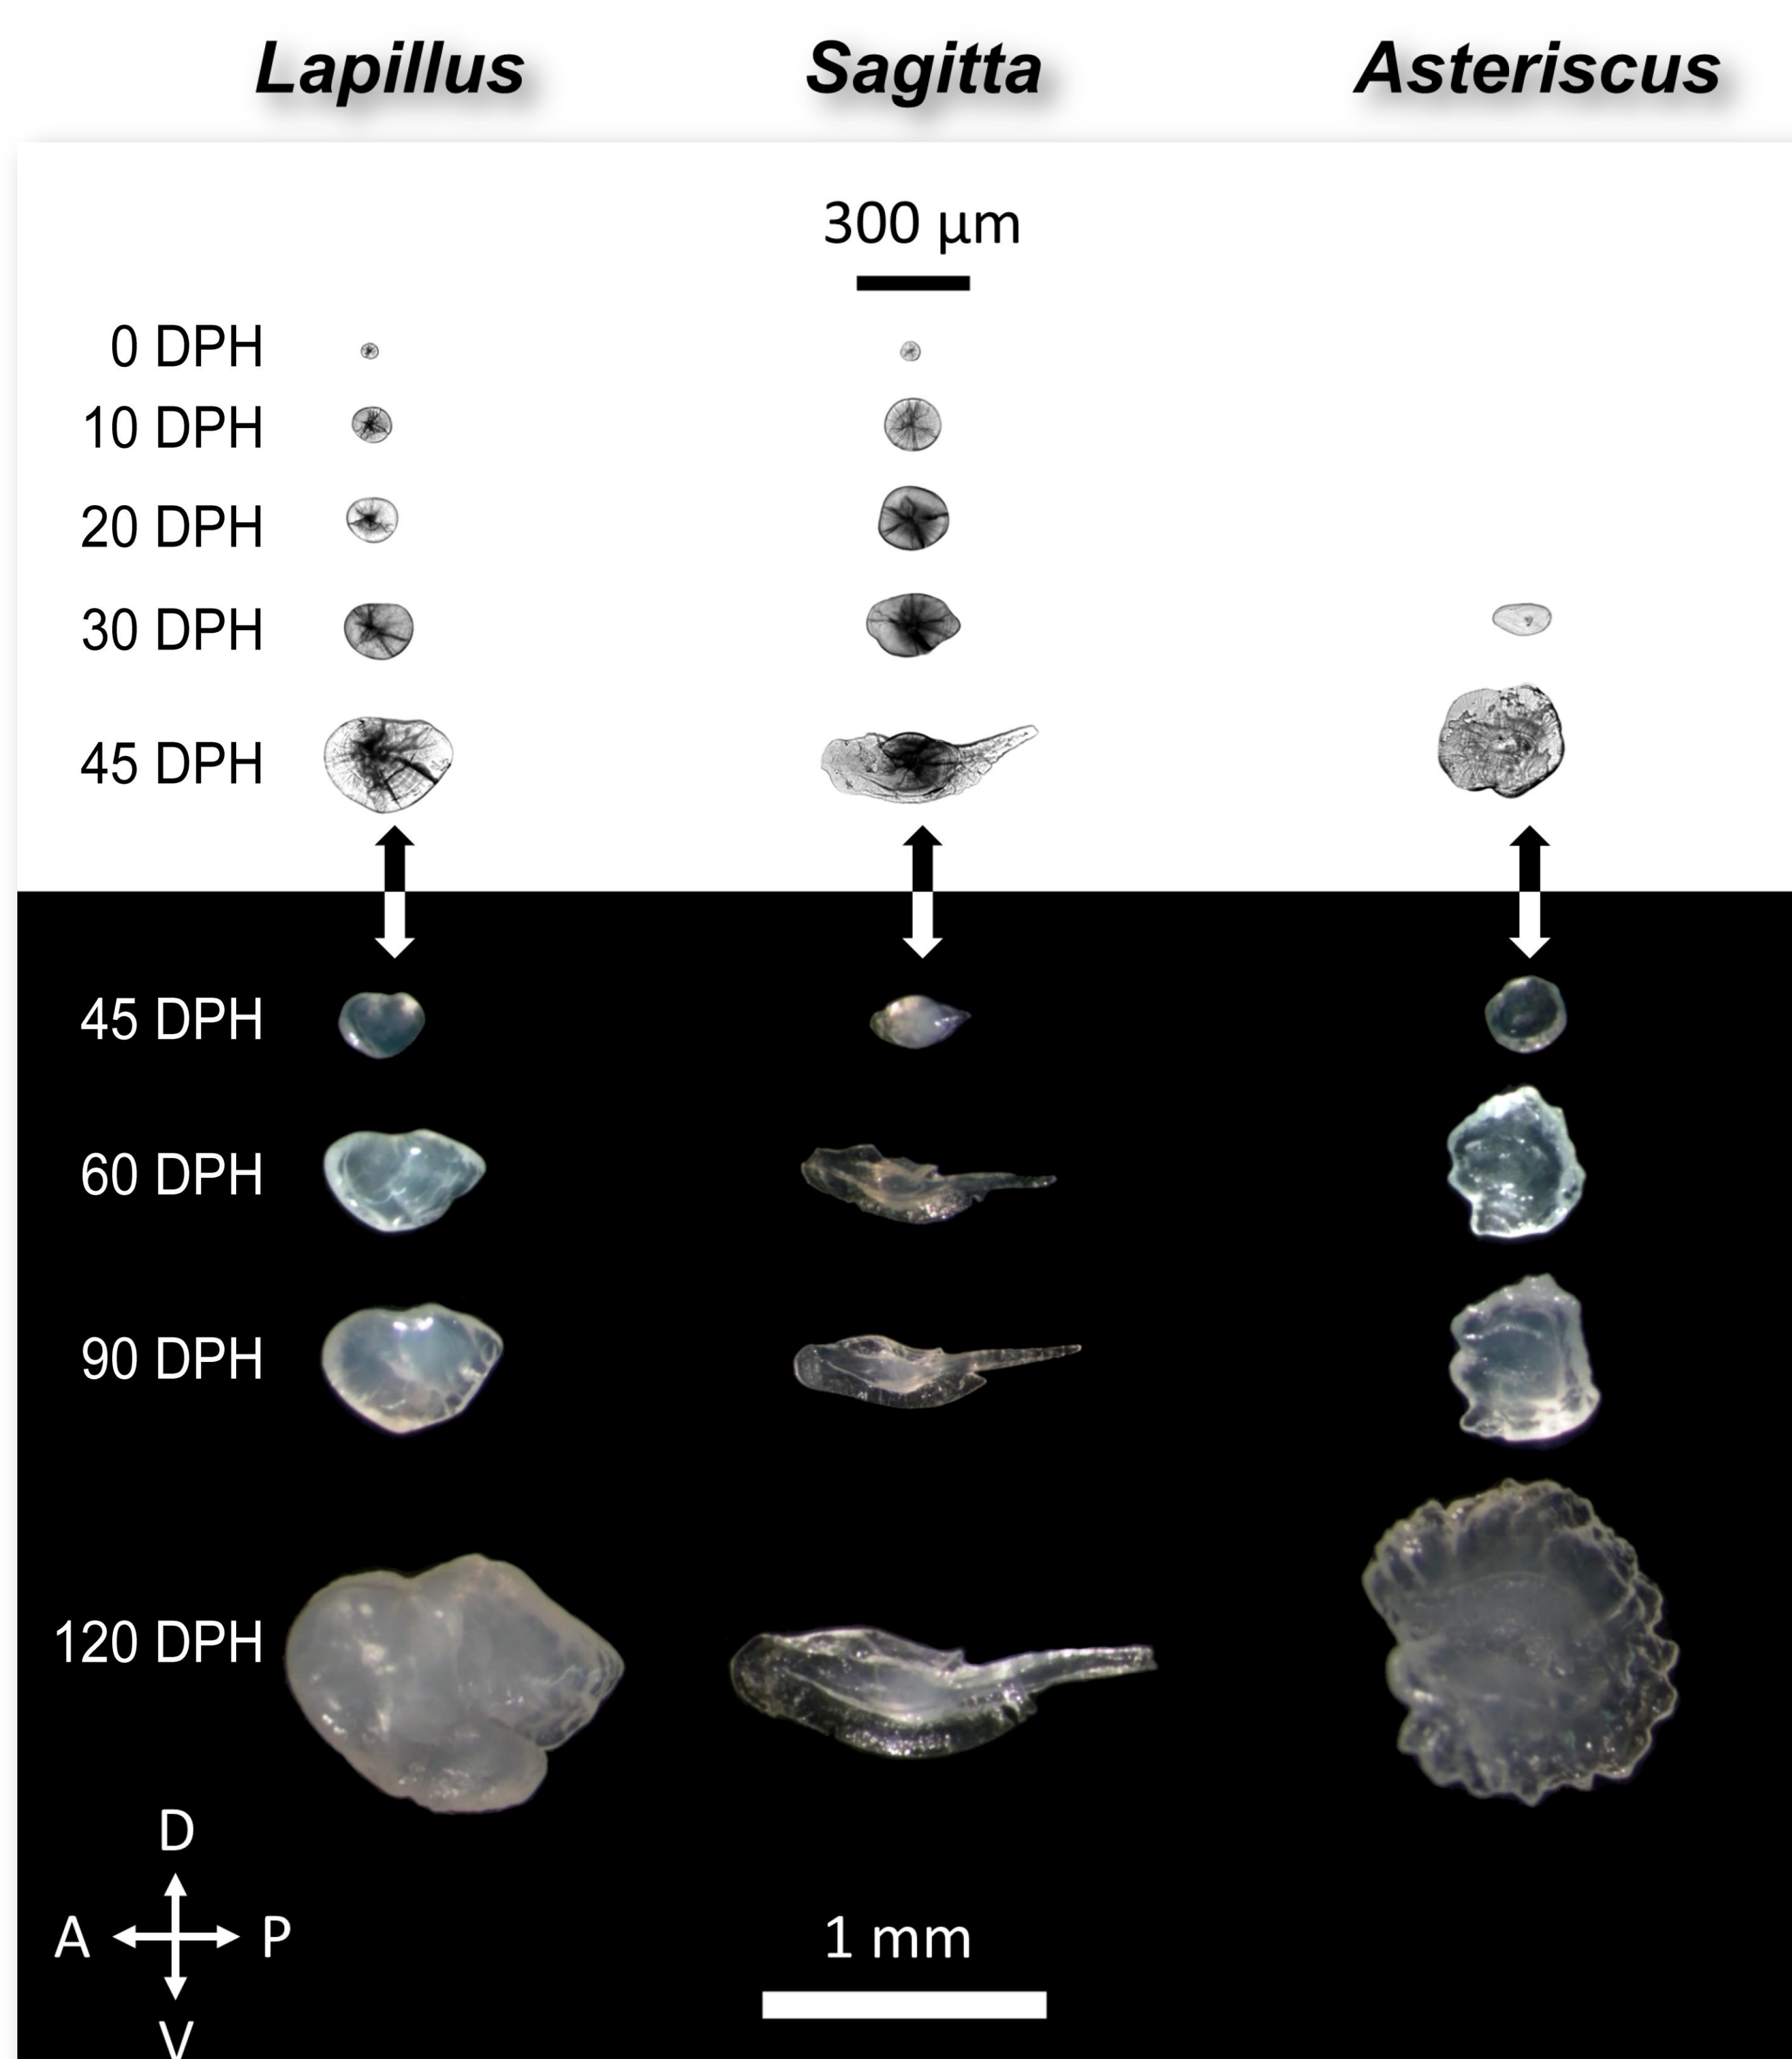 Lapillus Sagitta Asteriscus
300 µm
0 DPH
10 DPH
20 DPH
30 DPH
45 DPH
45 DPH
60 DPH
90 DPH
120 DPH
D
A P
V
1 mm